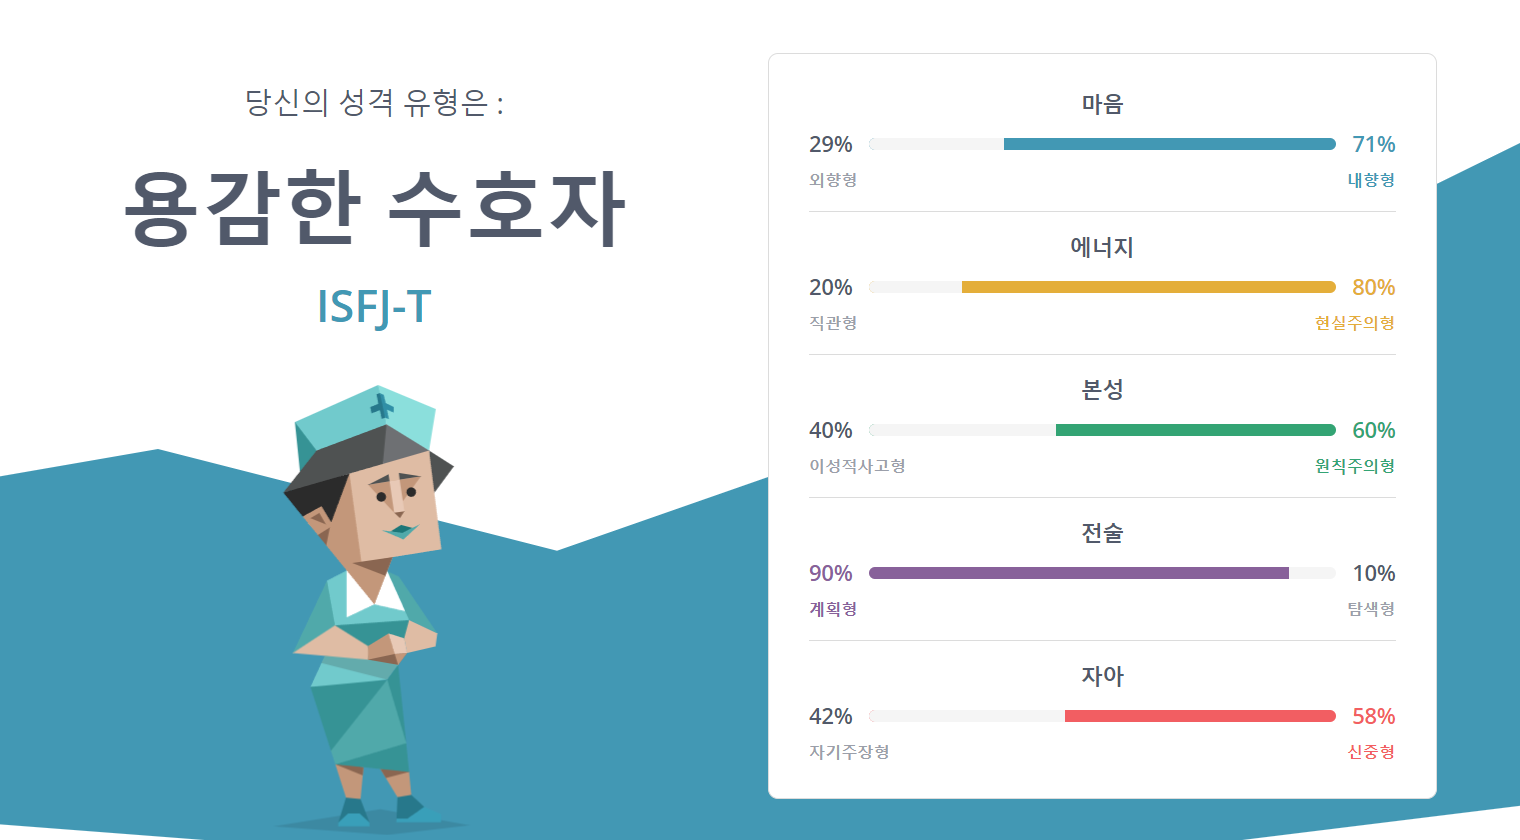 당신의 성격 유형은 :
용감한 수호자
ISFJ-T
마음
29% 71%
외향형 내향형
에너지
20% 80%
직관형 현실주의형
본성
40% 60%
이성적사고형 원칙주의형
전술
90% 10%
계획형 탐색형
자아
42% 58%
자기주장형 신중형